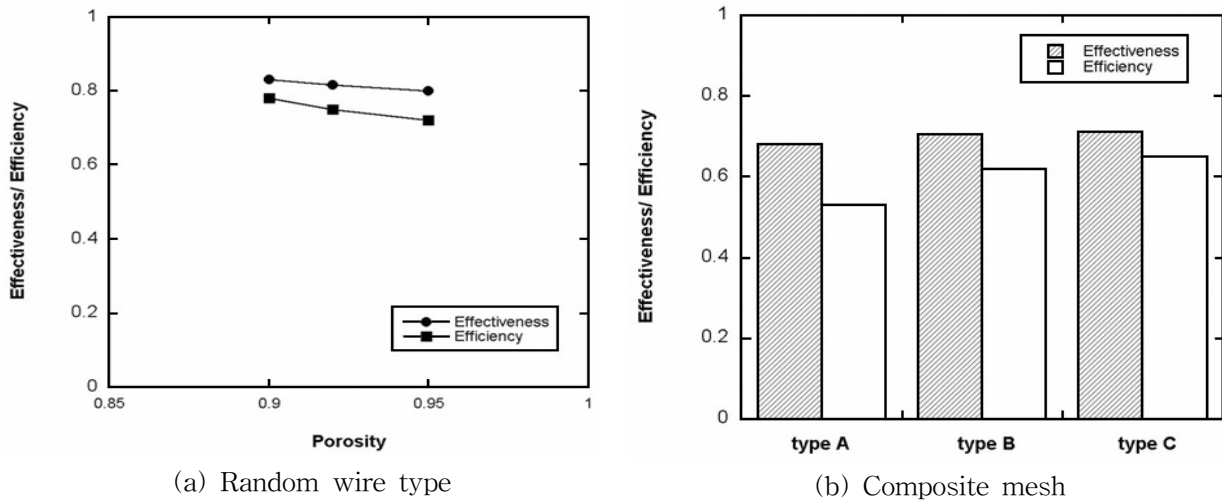 1
0.8
0.6
0.4
0.2
0
Effectiveness/ Efficiency
Effectiveness
Efficiency
0.85
0.9
0.95
1
Porosity
(a) Random wire type
1
0.8
0.6
0.4
0.2
0
Effectiveness/ Efficiency
Effectiveness
Efficiency
type A
type B
type C
(b) Composite mesh